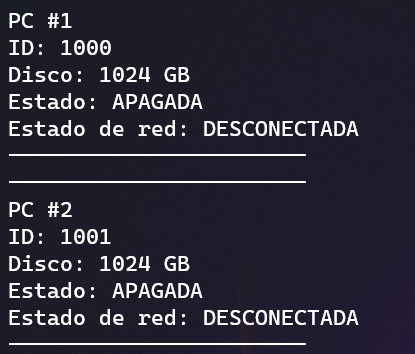 PC #1
ID: 1000
Disco: 1024 GB
Estado: APAGADA
Estado de red: DESCONECTADA
PC #2
ID: 1001
Disco: 1024 GB
Estado: APAGADA
Estado de red: DESCONECTADA